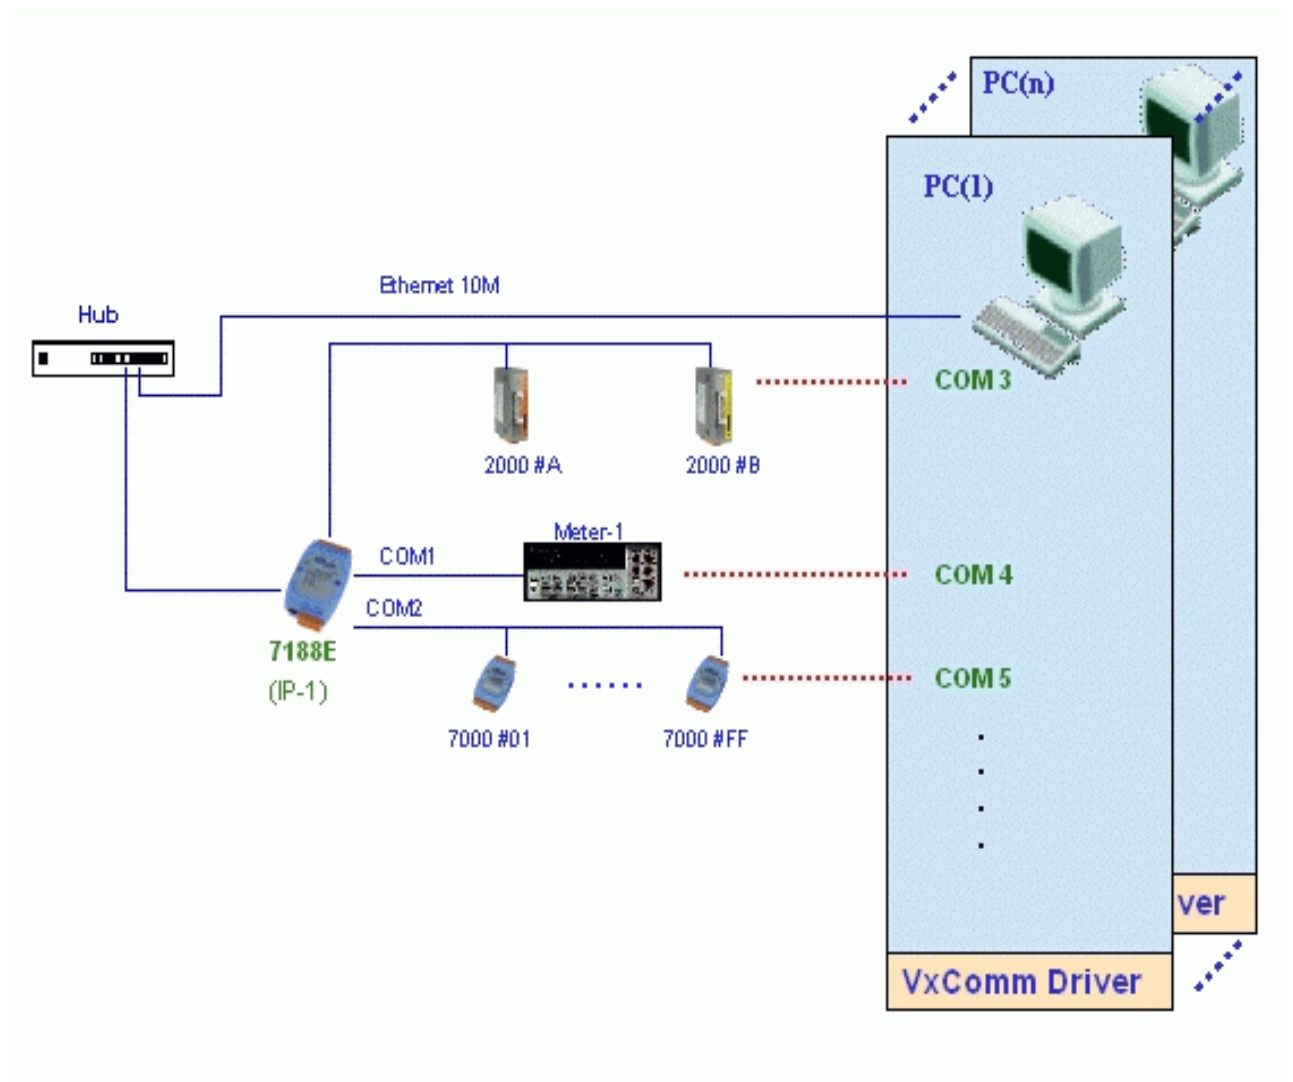 PC(n)
PC(1)
Ethernet 10M
Hub
COM 3
2000 #A
2000 #B
Meter-1
COM1
COM 4
COM2
7188E
(IP-1)
COM 5
7000 #01
7000 #FF
ver
VxComm Driver